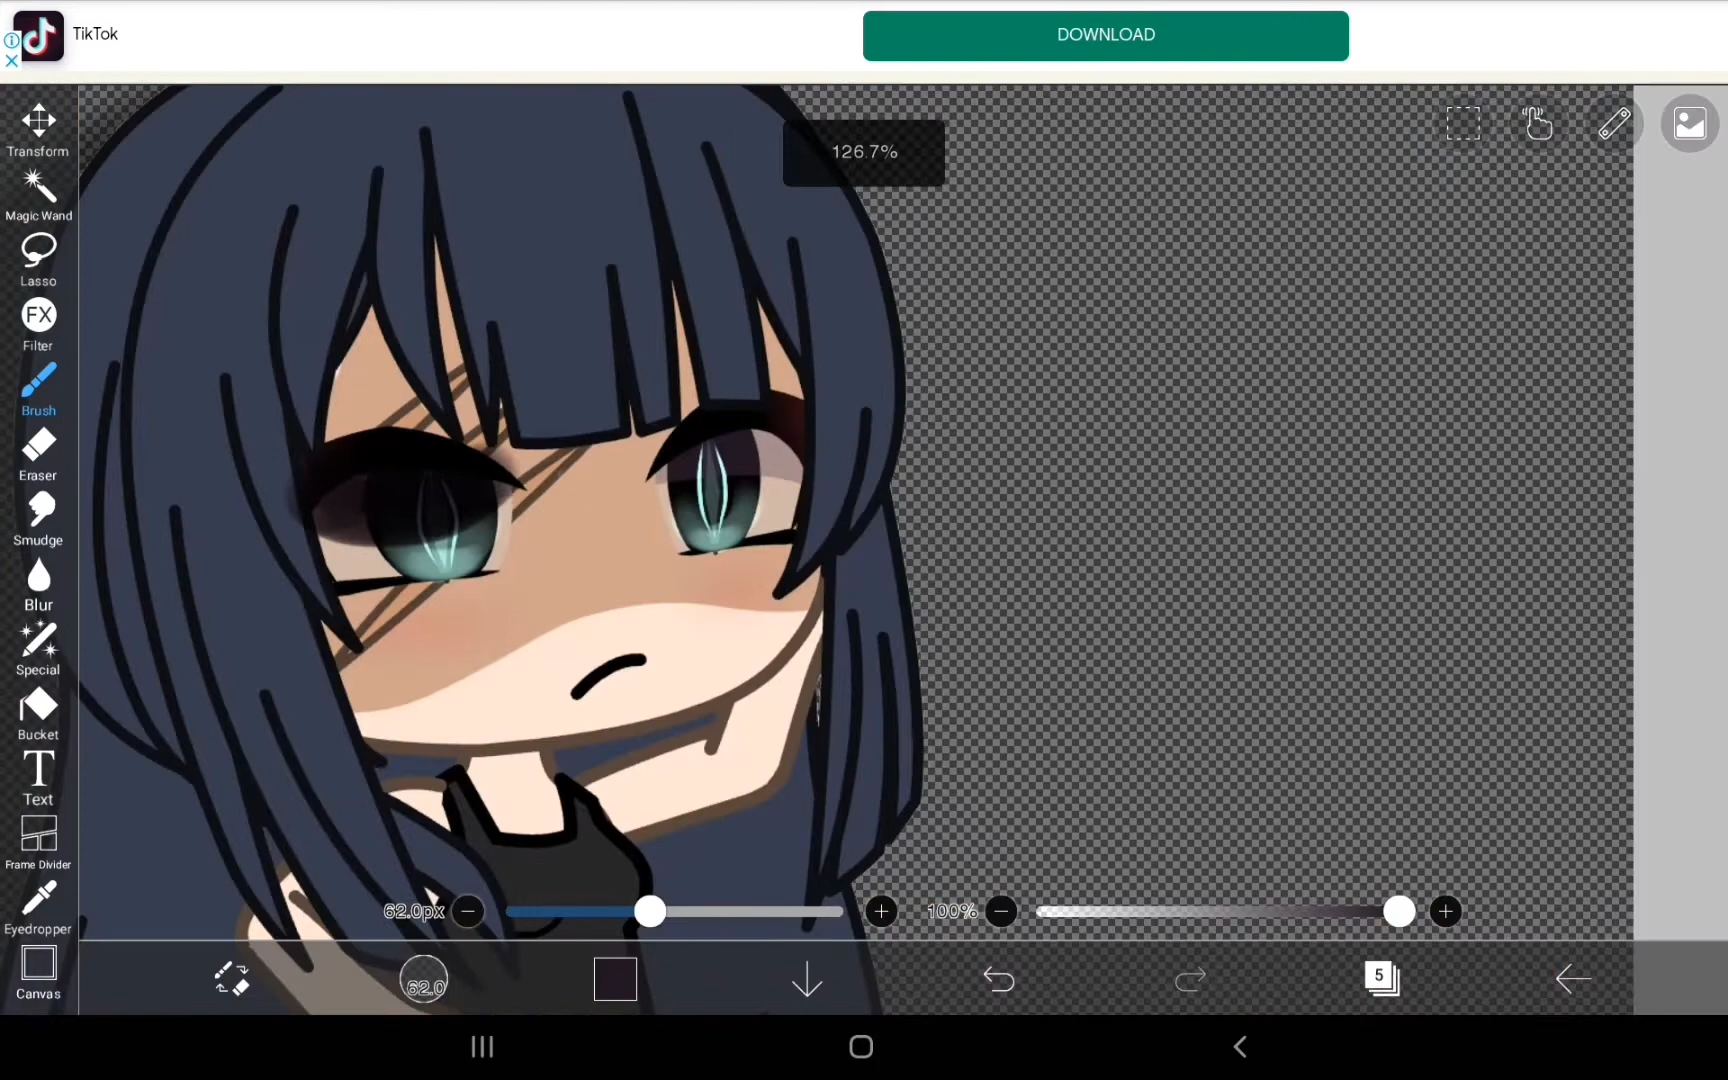 TikTok
DOWNLOAD
126.7%
Transform
Magic Wand
Lasso
FX
Filter
Brush
Eraser
Smudge
Blur
Special
Bucket
T
Text
Frame Divider
Eyedropper
Canvas
62.0px
100%
62.0
5